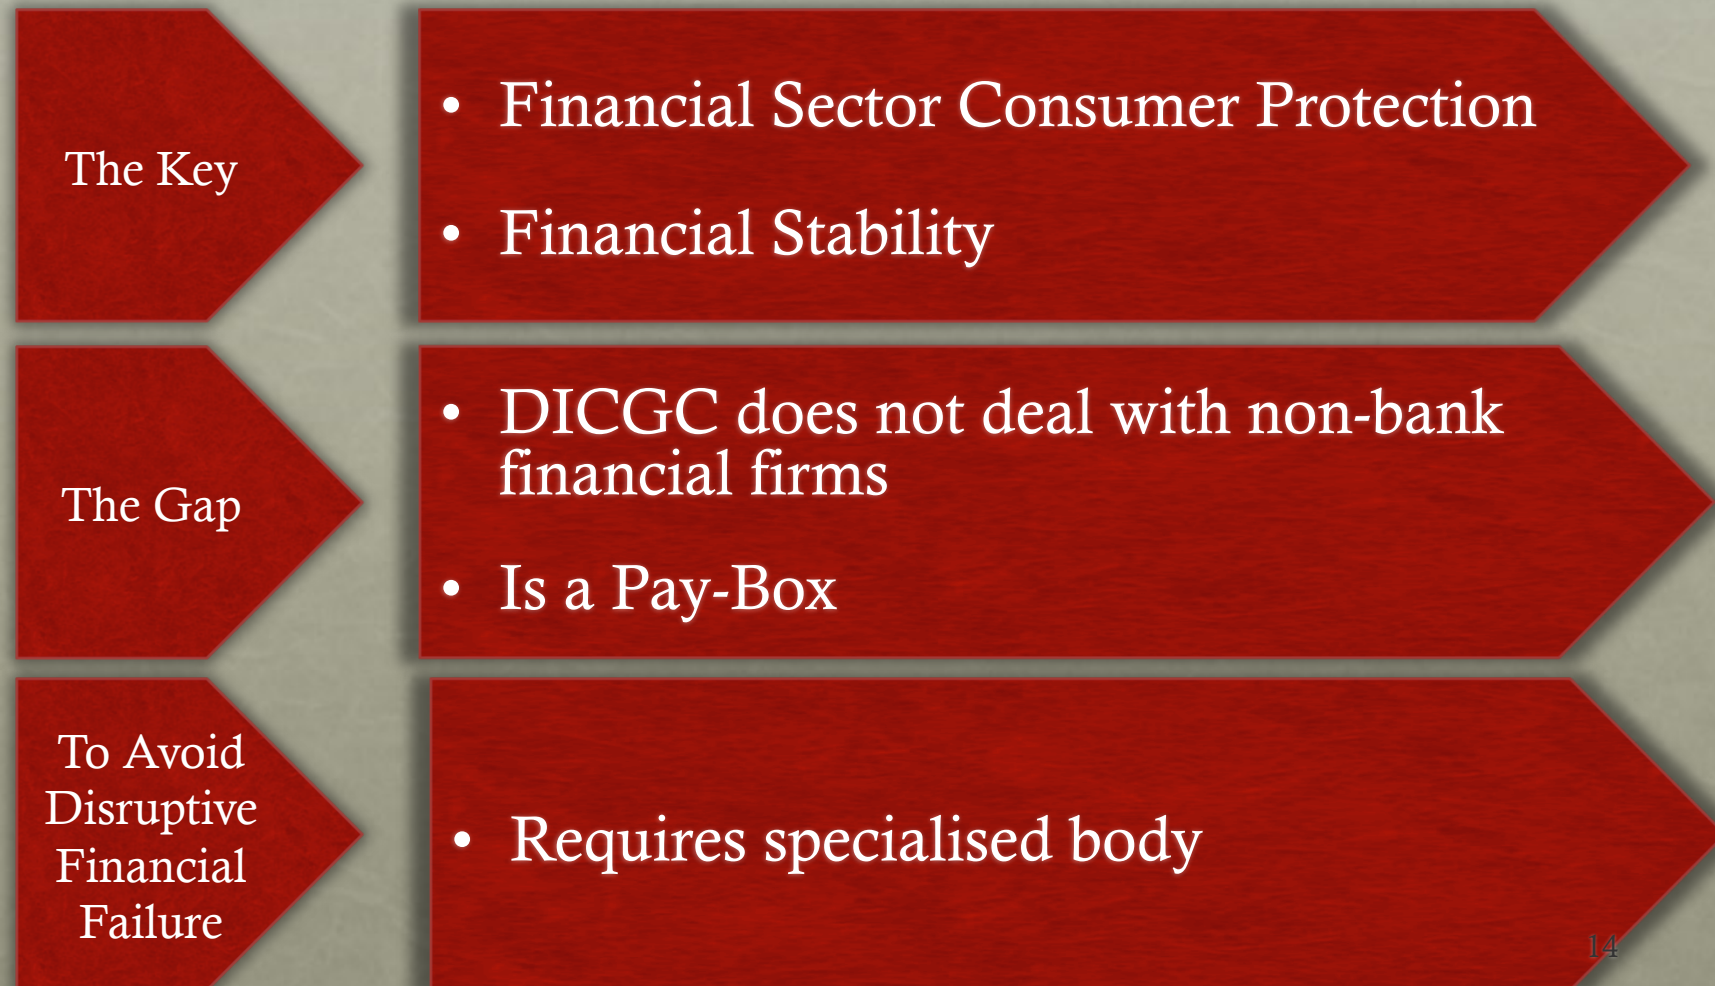 The Key
• Financial Sector Consumer Protection
• Financial Stability
The Gap
• DICGC does not deal with non-bank
financial firms
• Is a Pay-Box
To Avoid
Disruptive
Financial
Failure
• Requires specialised body
14